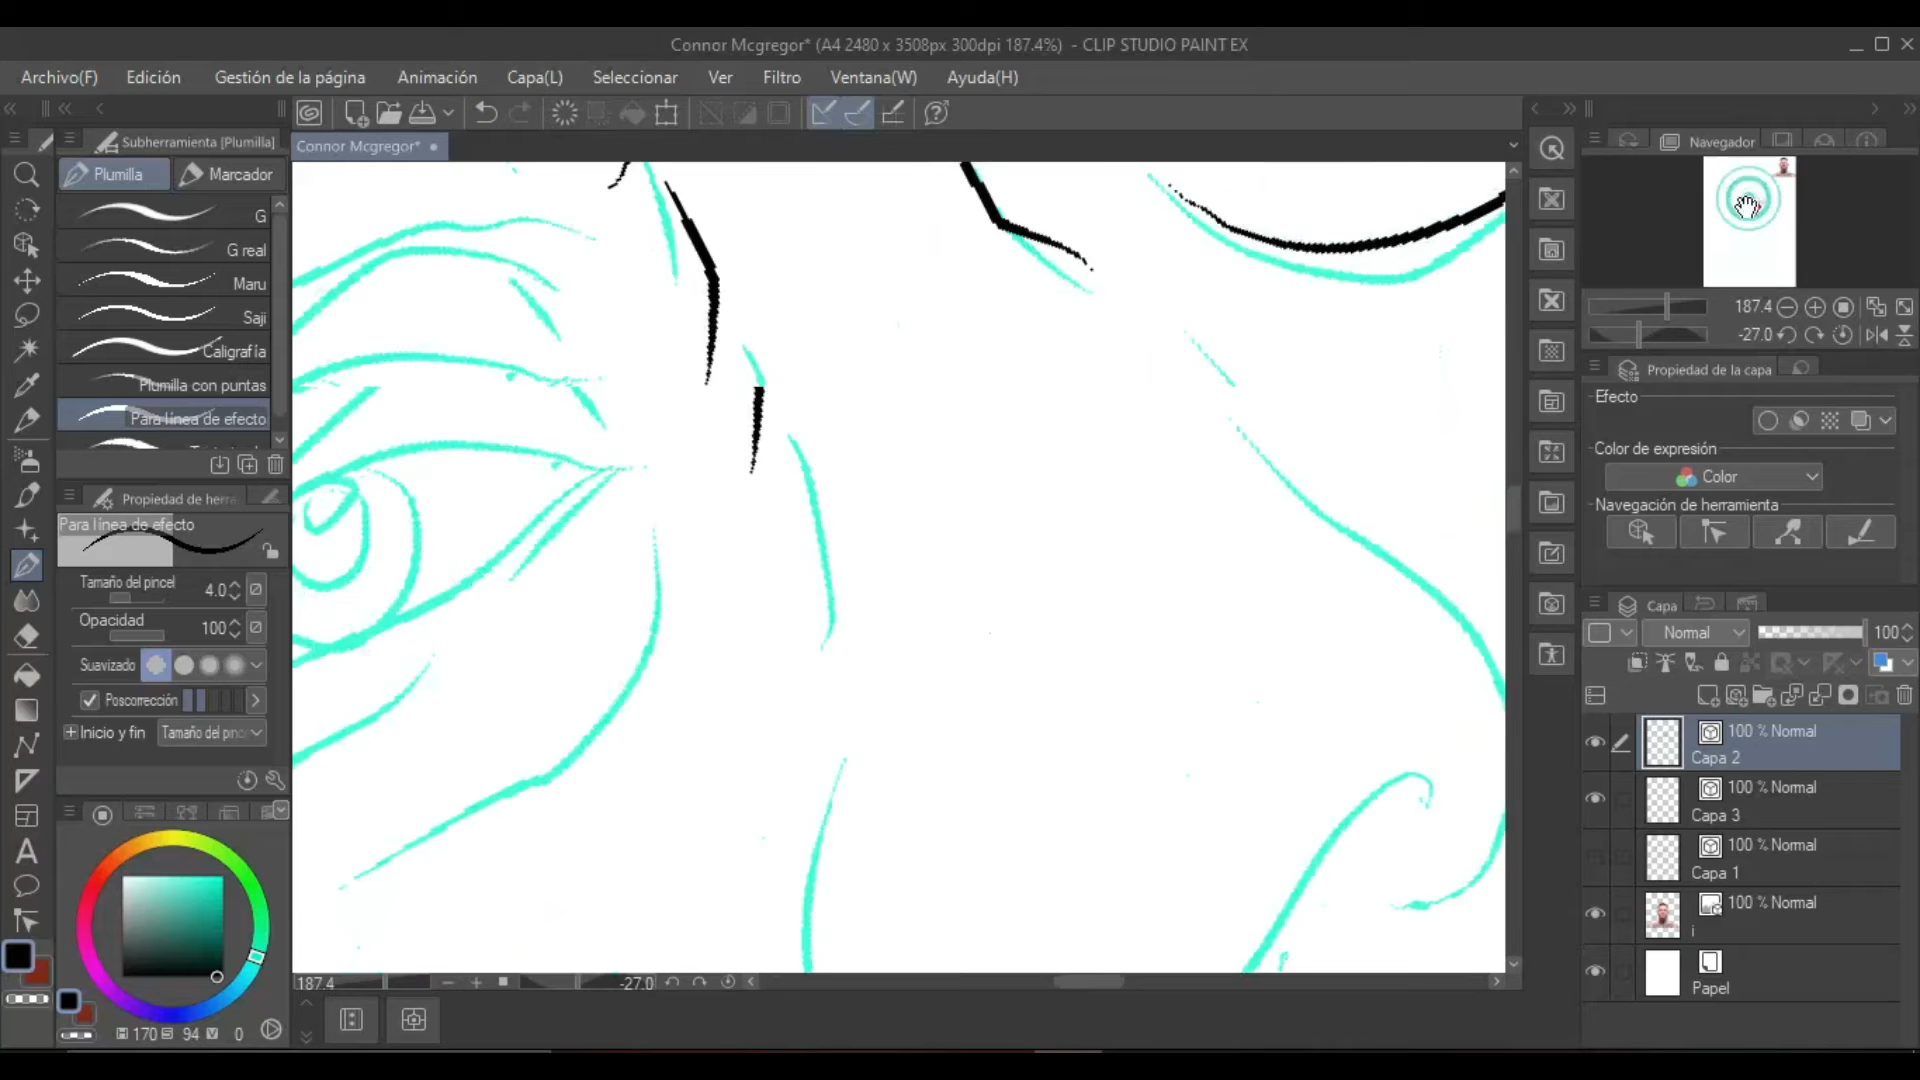 Connor Mcgregor* (A4 2480 x 3508px 300dpi 187.4%) - CLIP STUDIO PAINT EX
Archivo(F) Edición Gestión de la página Animación Capa(L) Seleccionar Ver Filtro Ventana(W) Ayuda(H)
Subherramienta [Plumilla]
Connor Mcgregor*
Navegador
Plumilla Marcador
G
G real
Maru
Saji
Caligrafía
Plumilla con puntas
Para línea de efecto
187.4
-27.0
Propiedad de la capa
Efecto
Color de expresión
Color
Navegación de herramienta
Propiedad de herra
Para línea de efecto
Tamaño del pincel 4.0
Opacidad 100
Suavizado
Poscorrección
Inicio y fin Tamaño del pinc
Capa
Normal 100
100 % Normal
Capa 2
100 % Normal
Capa 3
100 % Normal
Capa 1
100 % Normal
i
Papel
187.4 -27.0
H 170 S 94 V 0